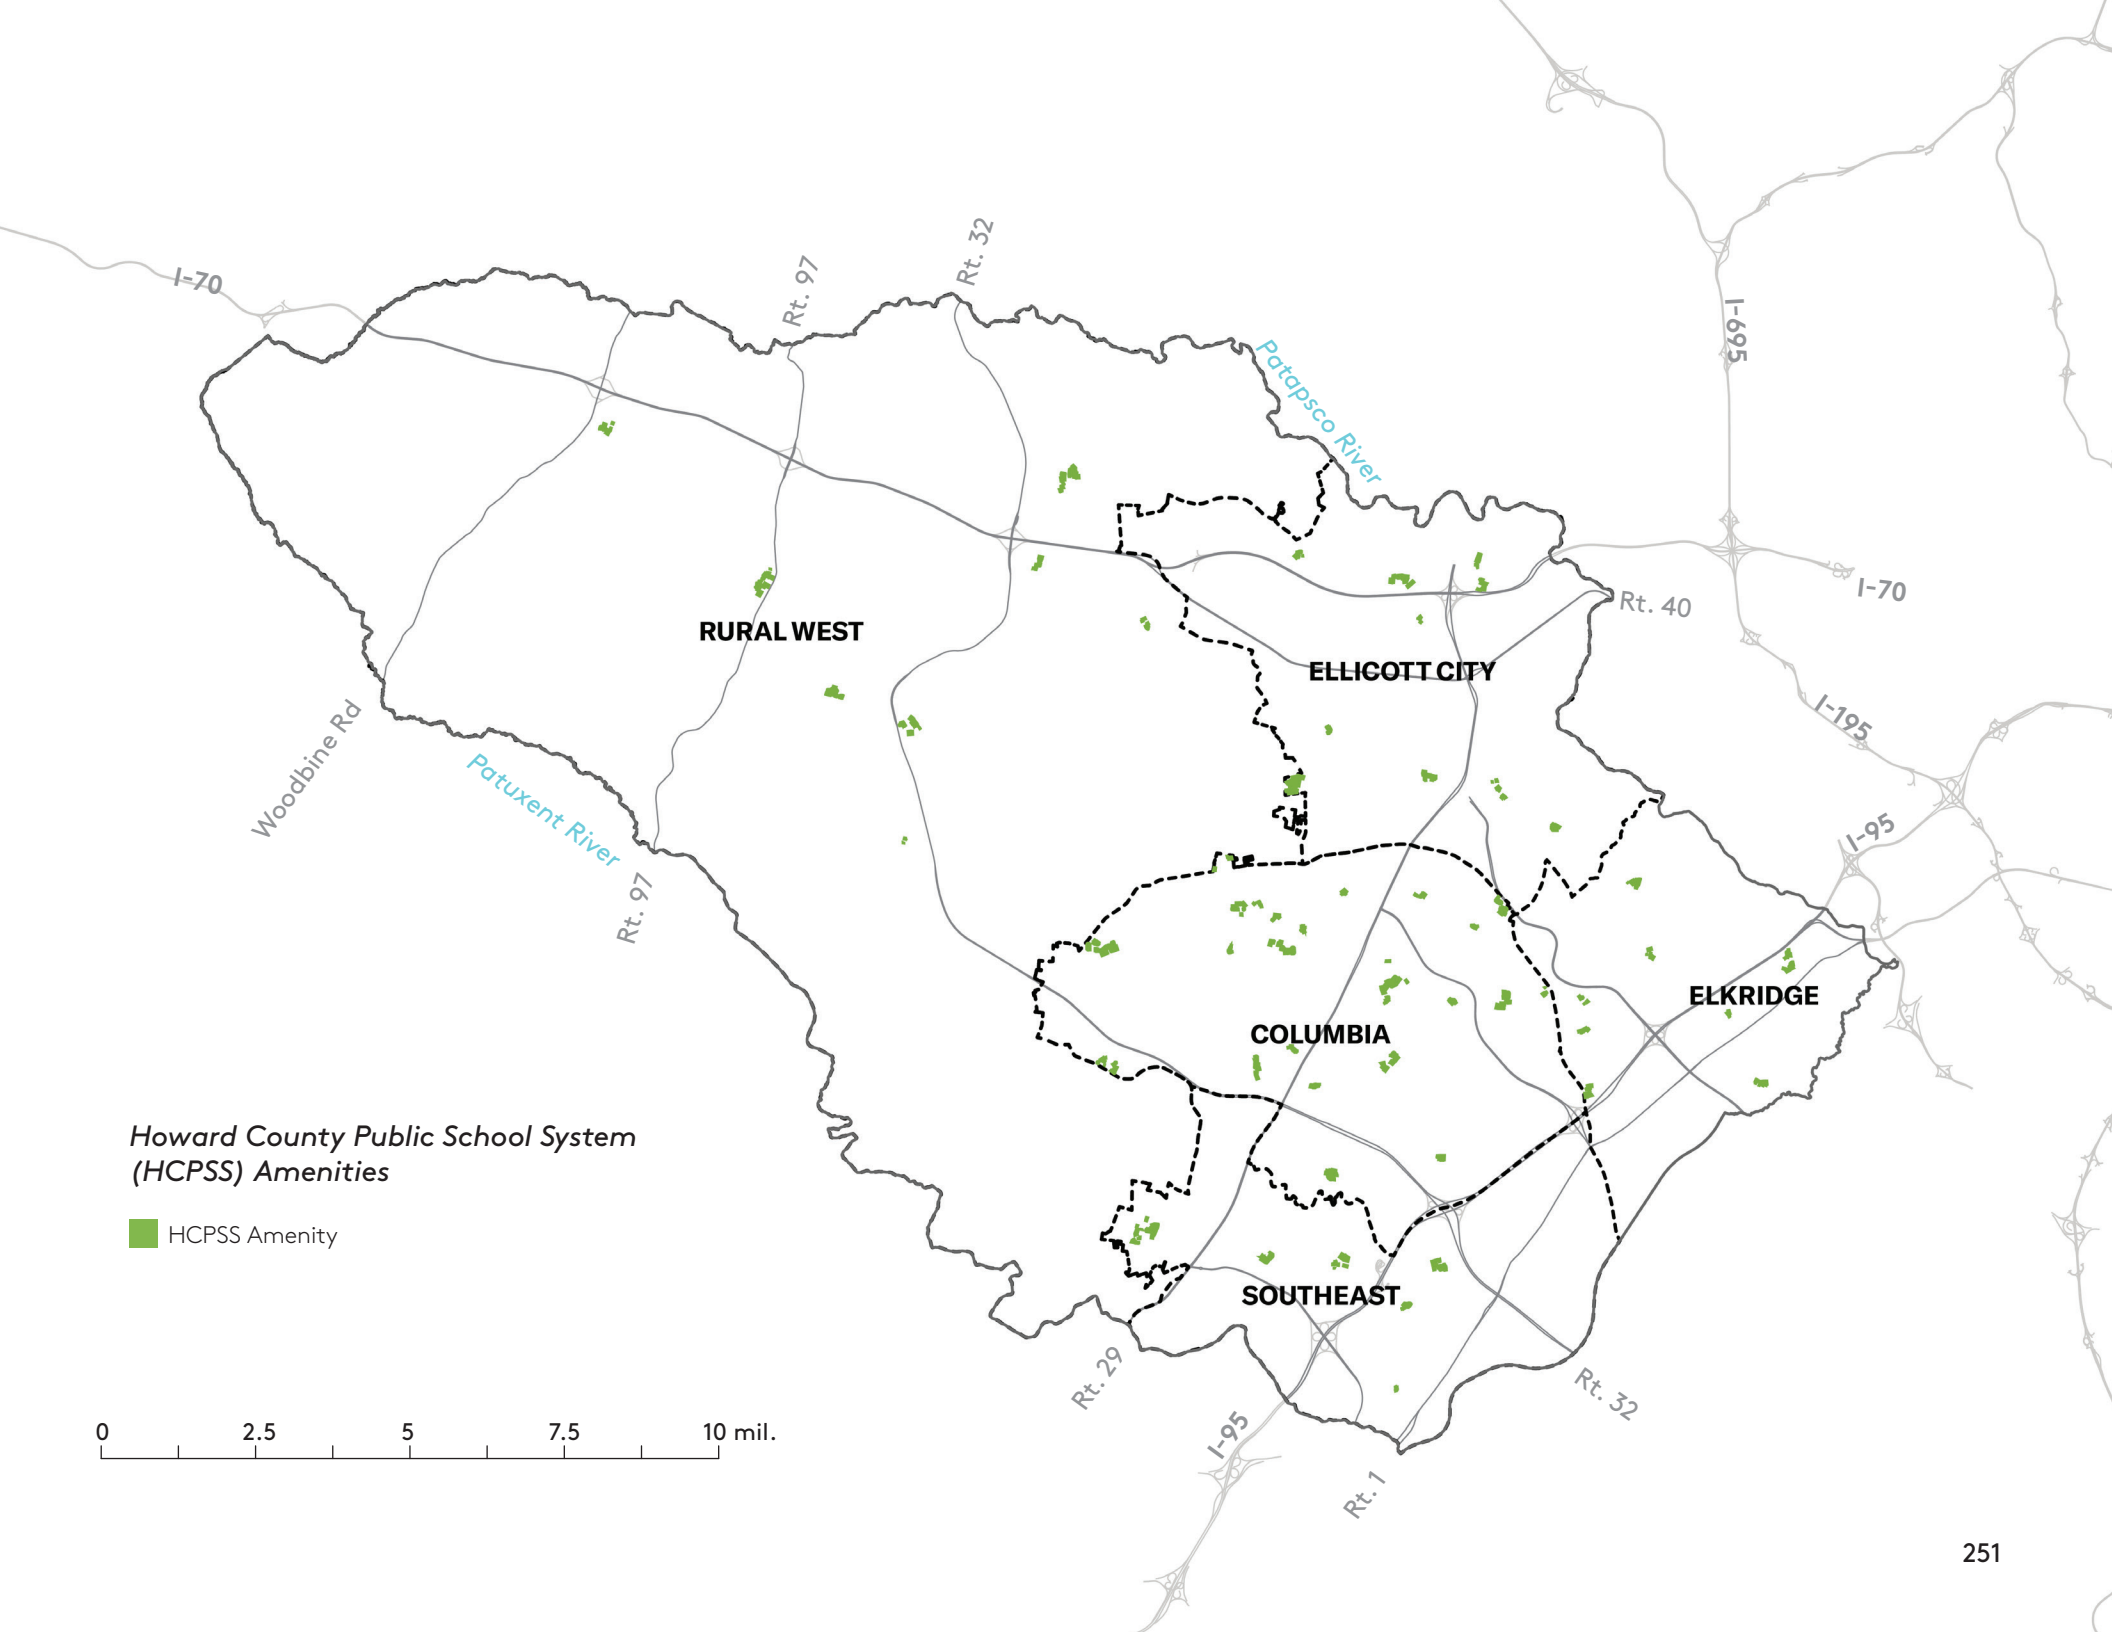 Rt. 32
Rt. 97
I-70
I-695
Patapsco River
I-70
Rt. 40
RURAL WEST
ELLICOTT CITY
I-195
Woodbine Rd
Patuxent River
I-95
Rt. 97
ELKRIDGE
COLUMBIA
Howard County Public School System
(HCPSS) Amenities
HCPSS Amenity
SOUTHEAST
Rt. 29
Rt. 32
I-95
Rt. 1
0 2.5 5 7.5 10 mil.
251